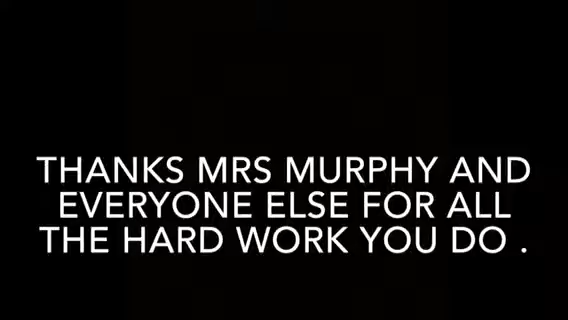 THANKS MRS MURPHY AND
EVERYONE ELSE FOR ALL
THE HARD WORK YOU DO .